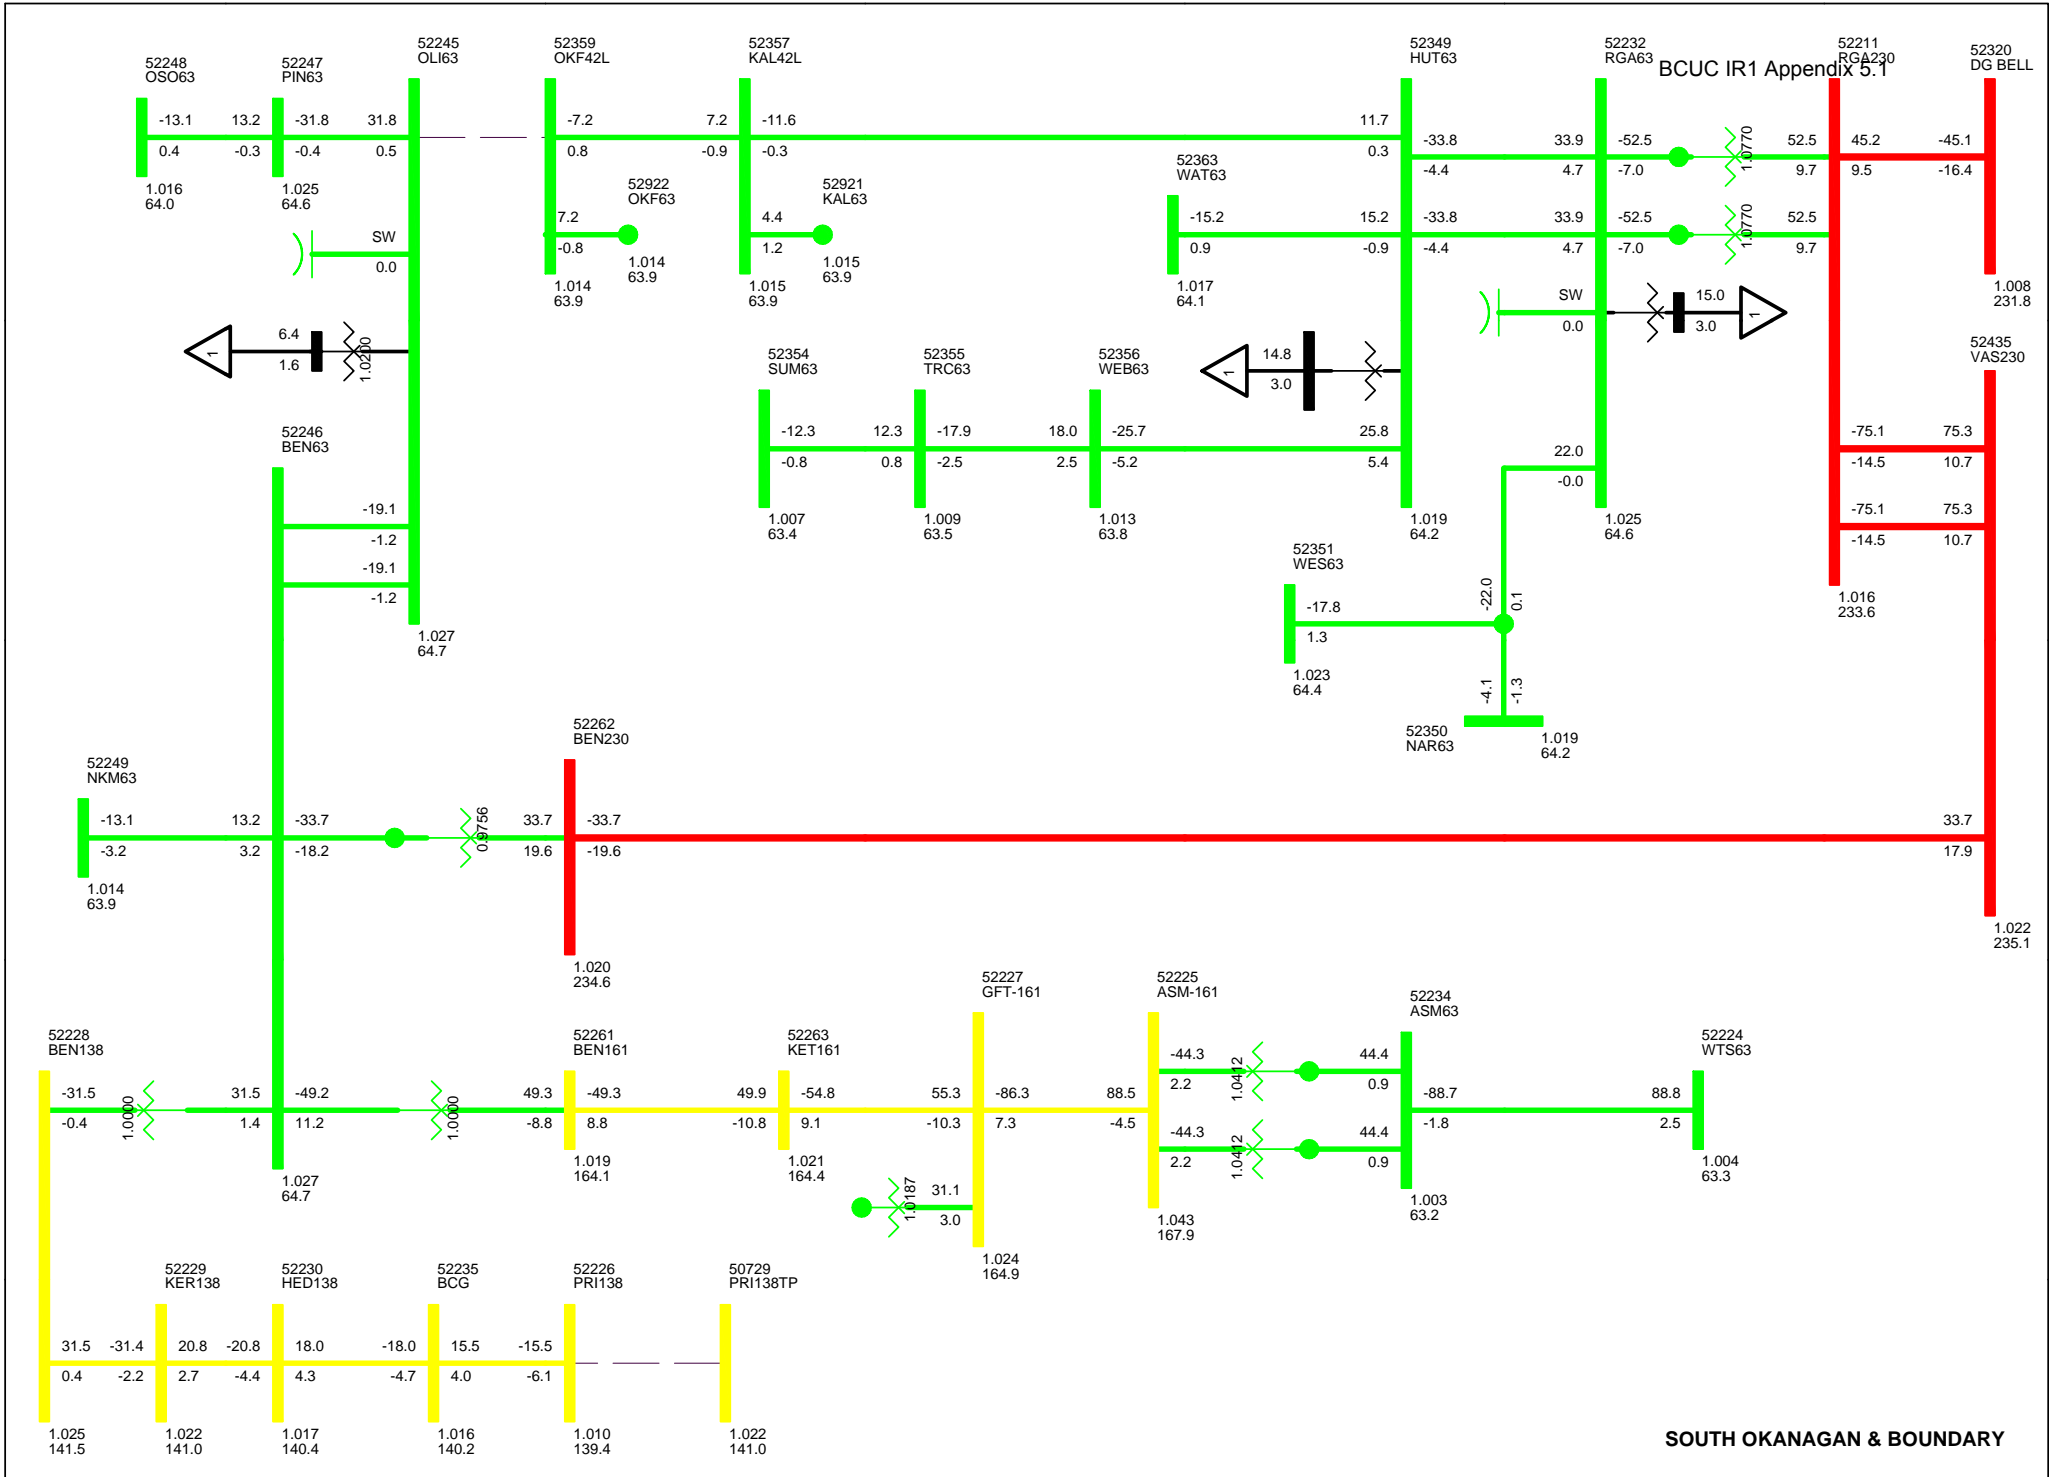 BCUC IR1 Appendix 5.1
52248
OSO63
52247
PIN63
52245
OLI63
52359
OKF42L
52357
KAL42L
52349
HUT63
52232
RGA63
52211
RGA230
52320
DG BELL
-13.1 13.2 -31.8 31.8 -7.2 7.2 -11.6 11.7
0.4 -0.3 -0.4 0.5 0.8 -0.9 -0.3 0.3
-33.8 33.9 -52.5 1.0770 52.5 45.2 -45.1
-4.4 4.7 -7.0 9.7 9.5 -16.4
1.016
64.0
1.025
64.6
52922
OKF63
52921
KAL63
52363
WAT63
7.2
-0.8
4.4
1.2
1.014
63.9
1.015
63.9
1.014
63.9
1.015
63.9
-15.2 15.2 -33.8 33.9 -52.5 1.0770 52.5
0.9 -0.9 -4.4 4.7 -7.0 9.7
1.017
64.1
1.008
231.8
SW
0.0
SW
0.0
15.0
3.0
1
6.4
1.6
1
1.0200
14.8
3.0
1
52435
VAS230
52354
SUM63
52355
TRC63
52356
WEB63
-12.3 12.3 -17.9 18.0 -25.7 25.8
-0.8 0.8 -2.5 2.5 -5.2 5.4
1.007
63.4
1.009
63.5
1.013
63.8
1.019
64.2
22.0
-0.0
1.025
64.6
-75.1 75.3
-14.5 10.7
-75.1 75.3
-14.5 10.7
1.016
233.6
52246
BEN63
-19.1
-1.2
-19.1
-1.2
1.027
64.7
52351
WES63
-17.8
1.3
1.023
64.4
-22.0
0.1
-4.1
-1.3
52350
NAR63
1.019
64.2
52262
BEN230
52249
NKM63
-13.1 13.2 -33.7 0.9756 33.7 -33.7 33.7
-3.2 3.2 -18.2 19.6 -19.6 17.9
1.014
63.9
1.020
234.6
1.022
235.1
52228
BEN138
52261
BEN161
52263
KET161
52227
GFT-161
52225
ASM-161
52234
ASM63
52224
WTS63
-31.5 1.0000 31.5 -49.2 1.0000 49.3 -49.3 49.9 -54.8 55.3 -86.3 88.5
-0.4 1.4 11.2 -8.8 8.8 -10.8 9.1 -10.3 7.3 -4.5
-44.3 1.0412 44.4
2.2 0.9
-88.7 88.8
-1.8 2.5
-44.3 1.0412 44.4
2.2 0.9
1.027
64.7
1.019
164.1
1.021
164.4
1.0187
31.1
3.0
1.024
164.9
1.043
167.9
1.003
63.2
1.004
63.3
52229
KER138
52230
HED138
52235
BCG
52226
PRI138
50729
PRI138TP
31.5 -31.4 20.8 -20.8 18.0 -18.0 15.5 -15.5
0.4 -2.2 2.7 -4.4 4.3 -4.7 4.0 -6.1
1.025
141.5
1.022
141.0
1.017
140.4
1.016
140.2
1.010
139.4
1.022
141.0
SOUTH OKANAGAN & BOUNDARY